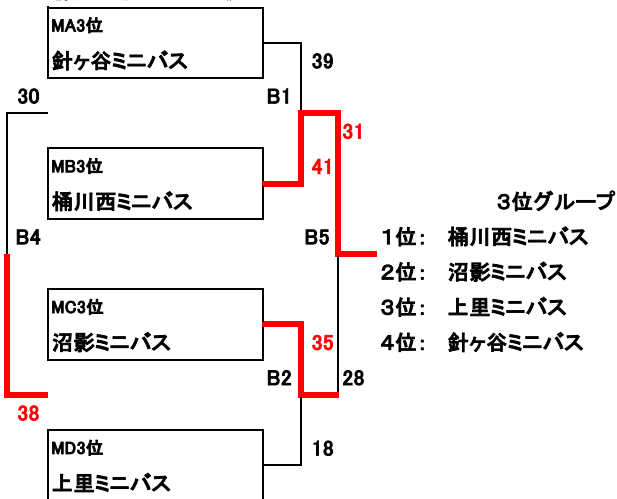 MA3位
針ヶ谷ミニバス
39
30
B1
31
MB3位
41
桶川西ミニバス
3位グループ
B4
B5
1位： 桶川西ミニバス
2位： 沼影ミニバス
MC3位
3位： 上里ミニバス
沼影ミニバス
35
4位： 針ヶ谷ミニバス
B2
28
38
MD3位
18
上里ミニバス